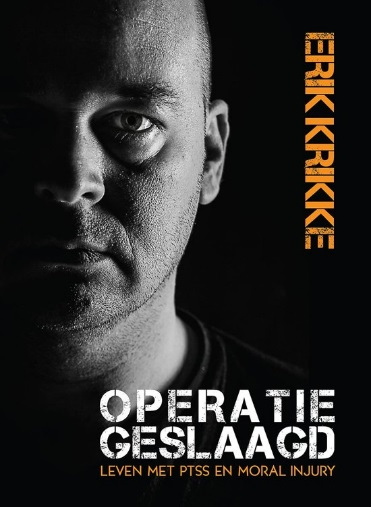 ERIK KRIKKE
OPERATIE
GESLAAGD
LEVEN MET PTSS EN MORAL INJURY